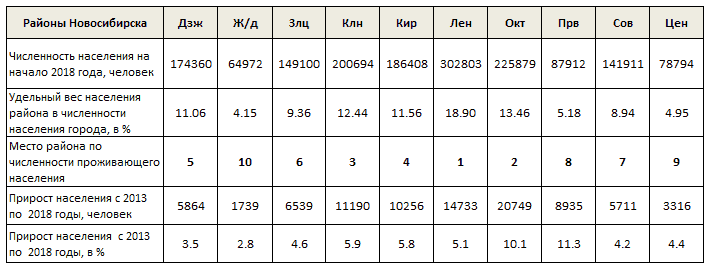 Районы Новосибирска Дзж Ж/д Злц Клн Кир Лен Окт Прв Сов Цен
Численность населения на
начало 2018 года, человек 174360 64972 149100 200694 186408 302803 225879 87912 141911 78794
Удельный вес населения
района в численности
населения города, в % 11.06 4.15 9.36 12.44 11.56 18.90 13.46 5.18 8.94 4.95
Место района по
численности проживающего
населения 5 10 6 3 4 1 2 8 7 9
Прирост населения с 2013
по 2018 годы, человек 5864 1739 6539 11190 10256 14733 20749 8935 5711 3316
Прирост населения с 2013
по 2018 годы, в % 3.5 2.8 4.6 5.9 5.8 5.1 10.1 11.3 4.2 4.4